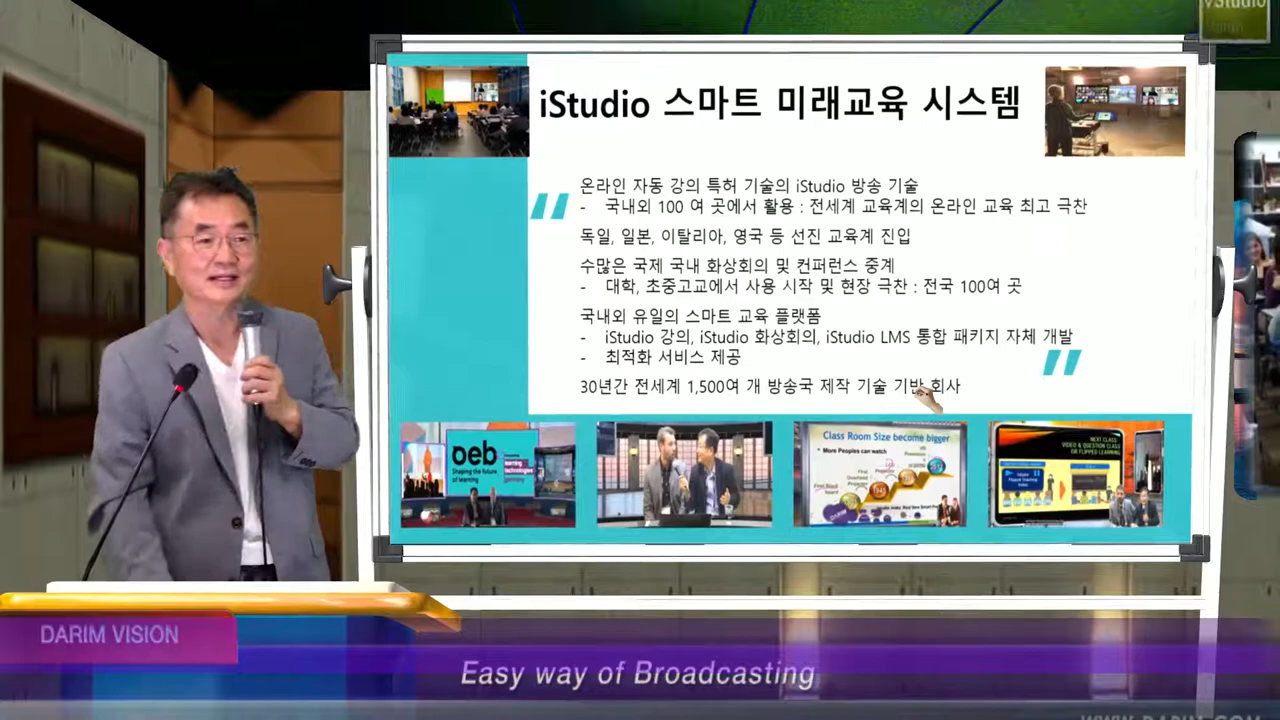 vStudio
iStudio 스마트 미래교육 시스템
온라인 자동 강의 특허 기술의 iStudio 방송 기술
- 국내외 100 여 곳에서 활용 : 전세계 교육계의 온라인 교육 최고 극찬
독일, 일본, 이탈리아, 영국 등 선진 교육계 진입
수많은 국제 국내 화상회의 및 컨퍼런스 중계
- 대학, 초중고교에서 사용 시작 및 현장 극찬 : 전국 100여 곳
국내외 유일의 스마트 교육 플랫폼
- iStudio 강의, iStudio 화상회의, iStudio LMS 통합 패키지 자체 개발
- 최적화 서비스 제공
30년간 전세계 1,500여 개 방송국 제작 기술 기반 회사
oeb
Shaping the future
of learning
learning
technologies
germany
Class Room Size become bigger
• More Peoples can watch
NEXT CLASS
VIDEO & QUESTION CLASS
OR FLIPPED LEARNING
DARIM VISION
Easy way of Broadcasting